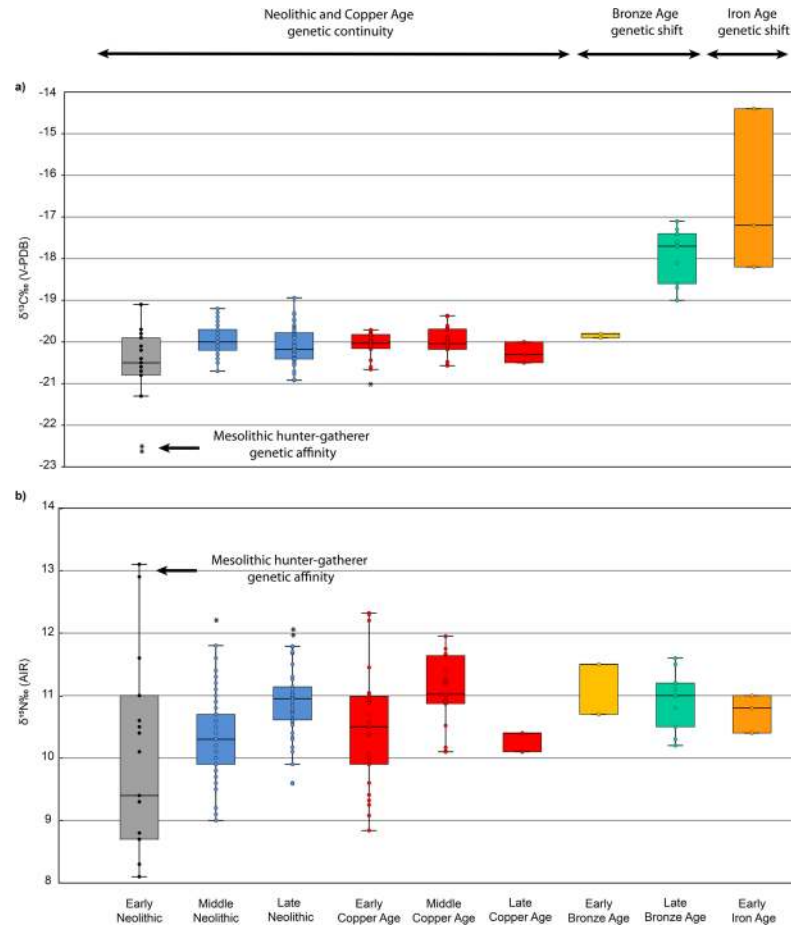 Neolithic and Copper Age
genetic continuity
Bronze Age
genetic shift
Iron Age
genetic shift
a)
-14
-15
-16
-17
-18
-19
-20
-21
-22
-23
δ¹³C‰ (V-PDB)
Mesolithic hunter-gatherer
genetic affinity
b)
14
13
12
11
10
9
8
δ¹⁵N‰ (AIR)
Mesolithic hunter-gatherer
genetic affinity
Early
Neolithic
Middle
Neolithic
Late
Neolithic
Early
Copper Age
Middle
Copper Age
Late
Copper Age
Early
Bronze Age
Late
Bronze Age
Early
Iron Age